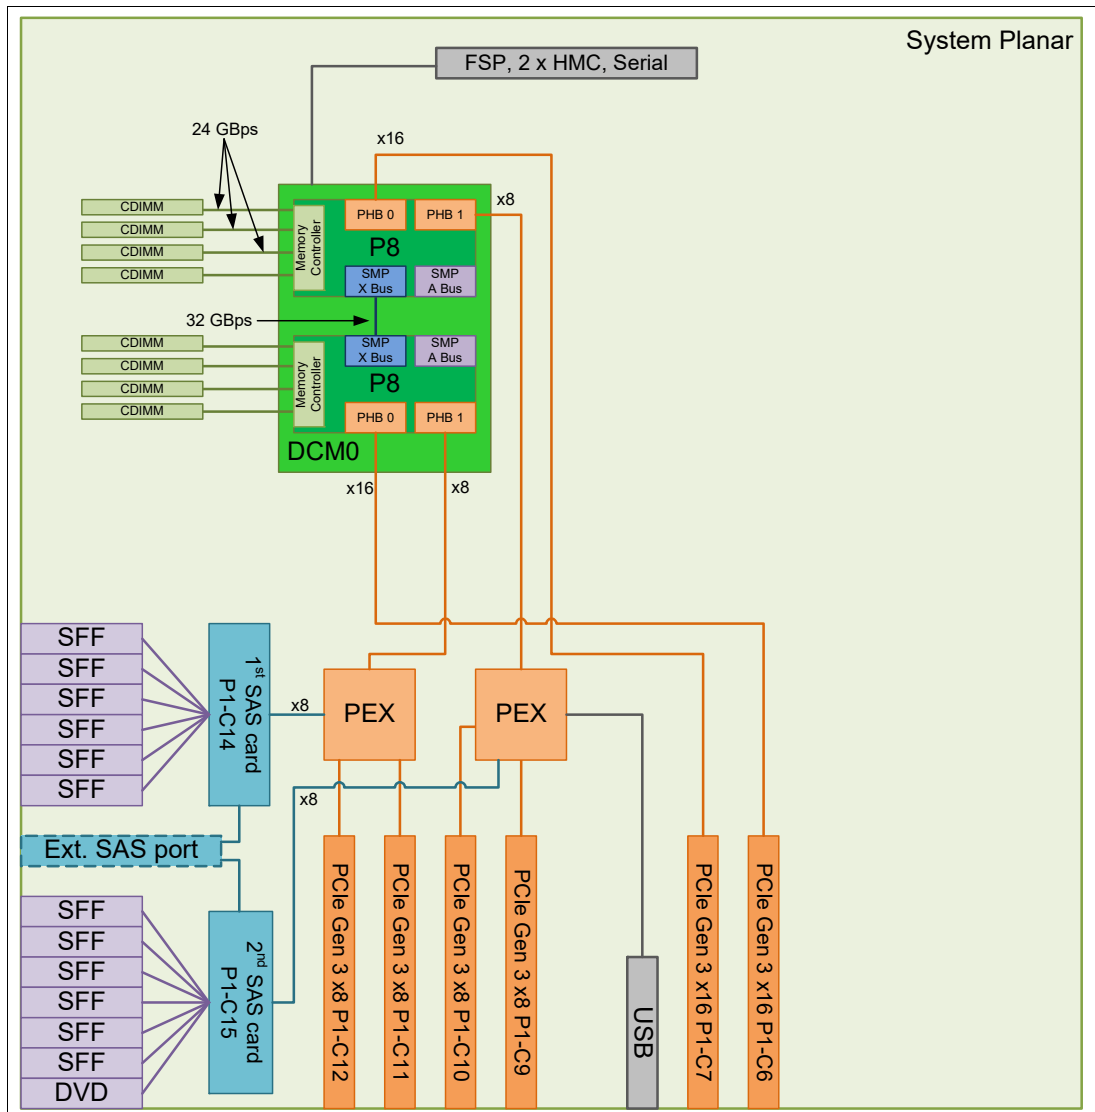 System Planar
FSP, 2 x HMC, Serial
24 GBps
x16
x8
CDIMM
CDIMM
CDIMM
CDIMM
Memory
Controller
PHB 0
PHB 1
P8
SMP
X Bus
SMP
A Bus
32 GBps
CDIMM
CDIMM
CDIMM
CDIMM
Memory
Controller
SMP
X Bus
SMP
A Bus
P8
PHB 0
PHB 1
DCM0
x16
x8
SFF
SFF
SFF
SFF
SFF
SFF
1st SAS card
P1-C14
x8
PEX
PEX
x8
Ext. SAS port
SFF
SFF
SFF
SFF
SFF
SFF
DVD
2nd SAS card
P1-C15
PCIe Gen 3 x8 P1-C12
PCIe Gen 3 x8 P1-C11
PCIe Gen 3 x8 P1-C10
PCIe Gen 3 x8 P1-C9
USB
PCIe Gen 3 x16 P1-C7
PCIe Gen 3 x16 P1-C6